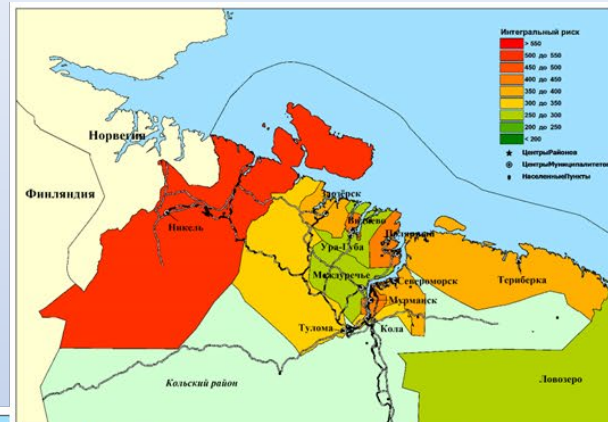 Интегральный риск
> 550
500 до 550
450 до 500
400 до 450
350 до 400
300 до 350
250 до 300
200 до 250
< 200
ЦентрыРайонов
ЦентрыМуниципалитетов
НаселенныеПункты
Норвегия
Финляндия
Никель
Ура-Губа
Междуречье
Североморск
Териберка
Мурманск
Тулома
Кола
Кольский район
Ловозеро